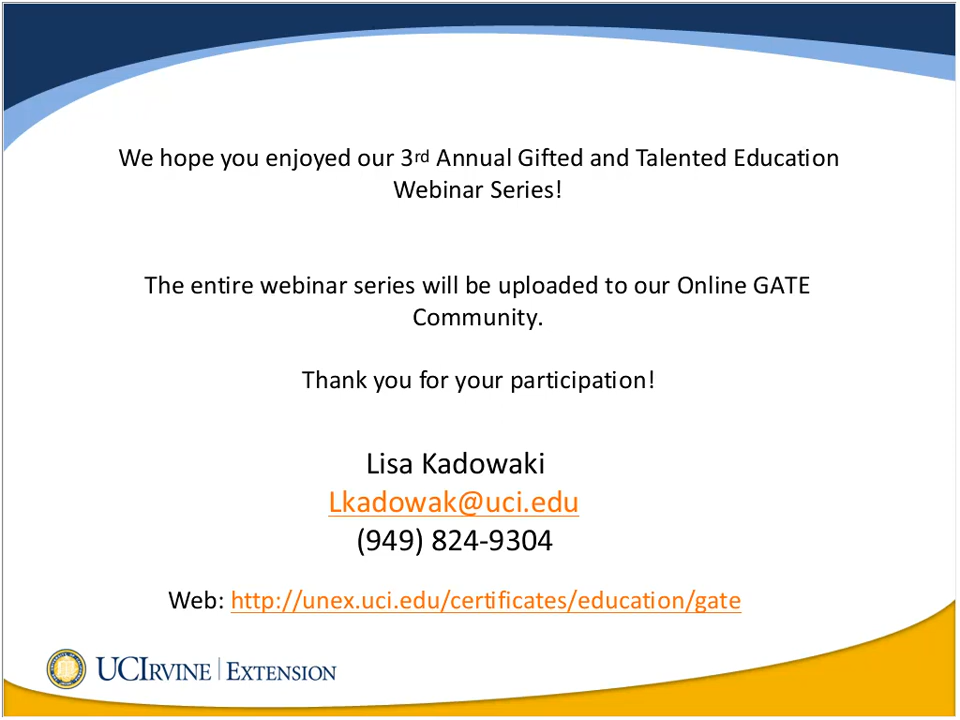 We hope you enjoyed our 3rd Annual Gifted and Talented Education
Webinar Series!
The entire webinar series will be uploaded to our Online GATE
Community.
Thank you for your participation!
Lisa Kadowaki
Lkadowak@uci.edu
(949) 824-9304
Web: http://unex.uci.edu/certificates/education/gate
UCIRVINE | EXTENSION